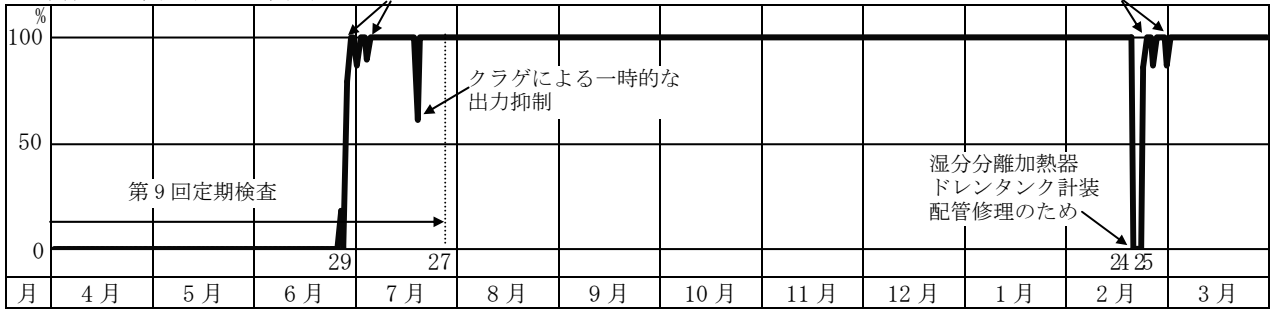 %
100
クラゲによる一時的な
出力抑制
50
湿分分離加熱器
ドレンタンク計装
配管修理のため
第9回定期検査
0
29
27
24 25
月 4月 5月 6月 7月 8月 9月 10月 11月 12月 1月 2月 3月